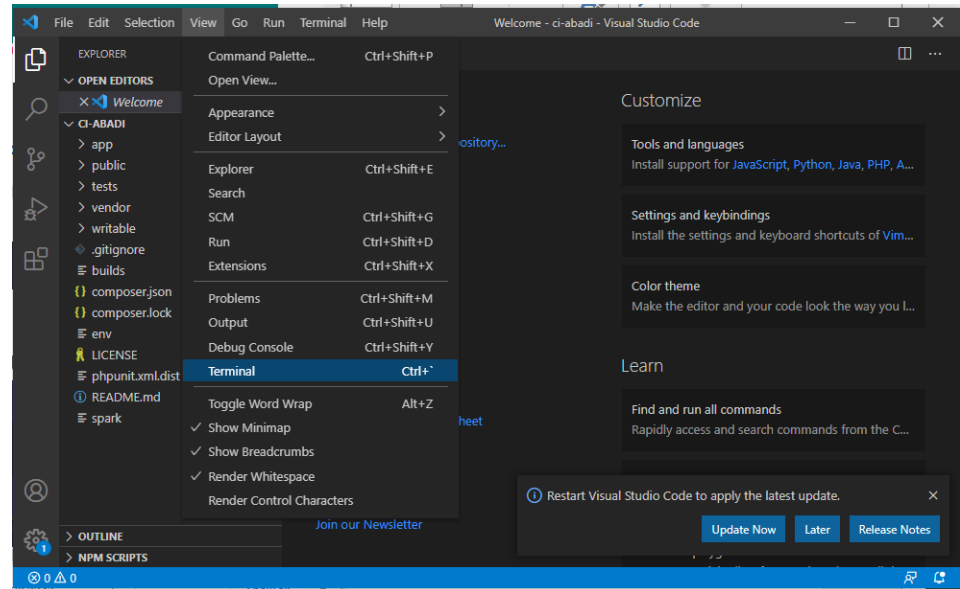 File Edit Selection View Go Run Terminal Help Welcome - ci-abadi - Visual Studio Code
EXPLORER
OPEN EDITORS
Welcome
CI-ABADI
app
public
tests
vendor
writable
.gitignore
builds
composer.json
composer.lock
env
LICENSE
phpunit.xml.dist
README.md
spark
OUTLINE
NPM SCRIPTS
Command Palette... Ctrl+Shift+P
Open View...
Appearance
Editor Layout
Explorer Ctrl+Shift+E
Search
SCM Ctrl+Shift+G
Run Ctrl+Shift+D
Extensions Ctrl+Shift+X
Problems Ctrl+Shift+M
Output Ctrl+Shift+U
Debug Console Ctrl+Shift+Y
Terminal Ctrl+`
Toggle Word Wrap Alt+Z
Show Minimap
Show Breadcrumbs
Render Whitespace
Render Control Characters
ository...
heet
Join our Newsletter
Customize
Tools and languages
Install support for JavaScript, Python, Java, PHP, A...
Settings and keybindings
Install the settings and keyboard shortcuts of Vim...
Color theme
Make the editor and your code look the way you l...
Learn
Find and run all commands
Rapidly access and search commands from the C...
Restart Visual Studio Code to apply the latest update.
Update Now Later Release Notes
1
0 0